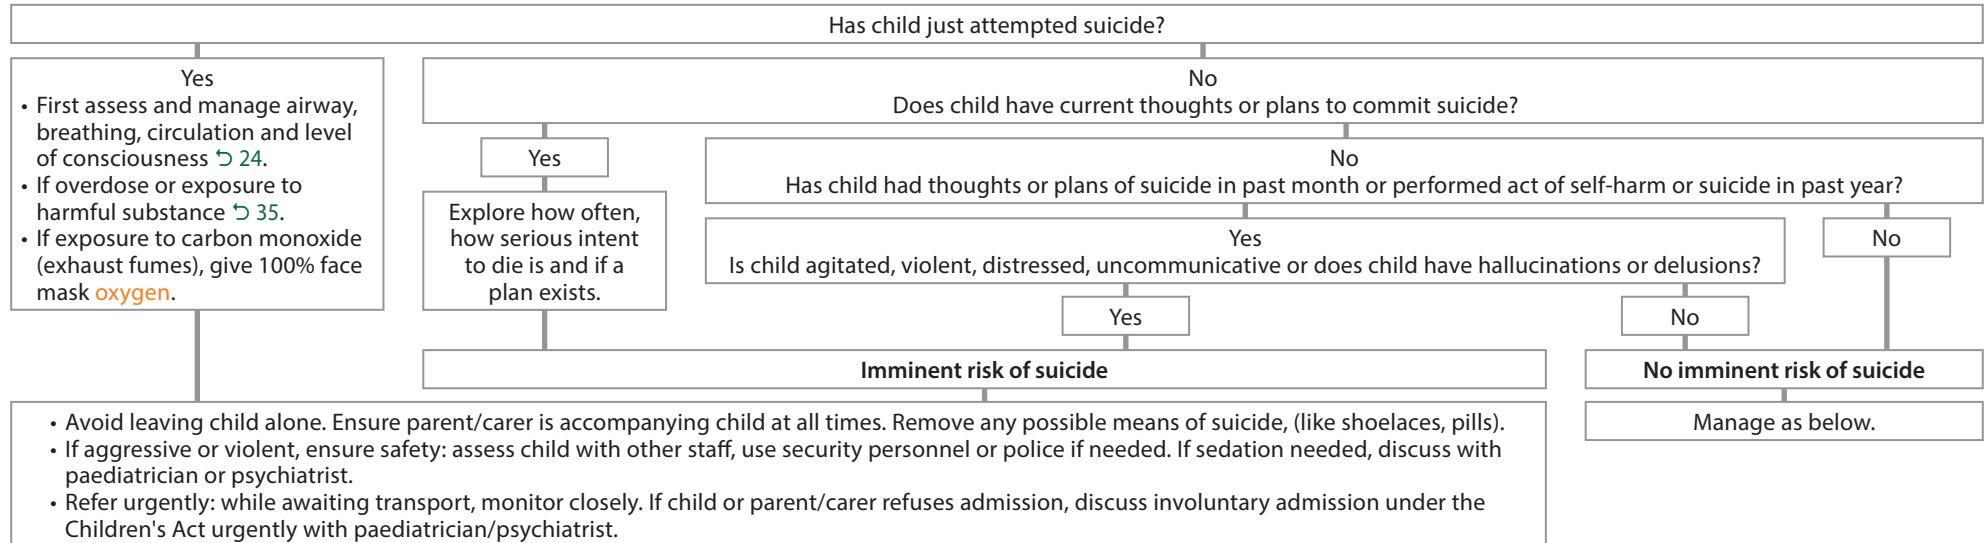 Has child just attempted suicide?
Yes
• First assess and manage airway,
breathing, circulation and level
of consciousness ⮌ 24.
• If overdose or exposure to
harmful substance ⮌ 35.
• If exposure to carbon monoxide
(exhaust fumes), give 100% face
mask oxygen.
No
Does child have current thoughts or plans to commit suicide?
Yes
Explore how often,
how serious intent
to die is and if a
plan exists.
No
Has child had thoughts or plans of suicide in past month or performed act of self-harm or suicide in past year?
Yes
Is child agitated, violent, distressed, uncommunicative or does child have hallucinations or delusions?
No
Yes
No
Imminent risk of suicide
No imminent risk of suicide
• Avoid leaving child alone. Ensure parent/carer is accompanying child at all times. Remove any possible means of suicide, (like shoelaces, pills).
• If aggressive or violent, ensure safety: assess child with other staff, use security personnel or police if needed. If sedation needed, discuss with
paediatrician or psychiatrist.
• Refer urgently: while awaiting transport, monitor closely. If child or parent/carer refuses admission, discuss involuntary admission under the
Children's Act urgently with paediatrician/psychiatrist.
Manage as below.